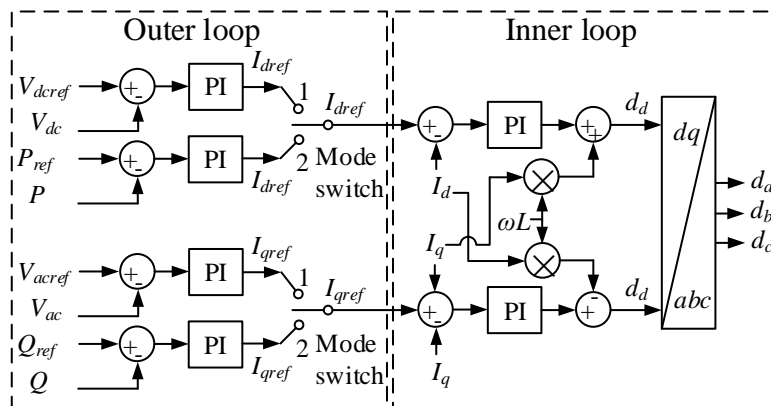 Outer loop
Inner loop
V_dcref
+
-
PI
I_dref
1
V_dc
P_ref
+
-
PI
I_dref
2
Mode
switch
P
I_dref
+
-
PI
+
+
d_d
I_d
×
ωL
I_q
×
dq
abc
d_a
d_b
d_c
V_acref
+
-
PI
I_qref
1
V_ac
Q_ref
+
-
PI
I_qref
2
Mode
switch
Q
I_qref
+
-
PI
-
+
d_d
I_q